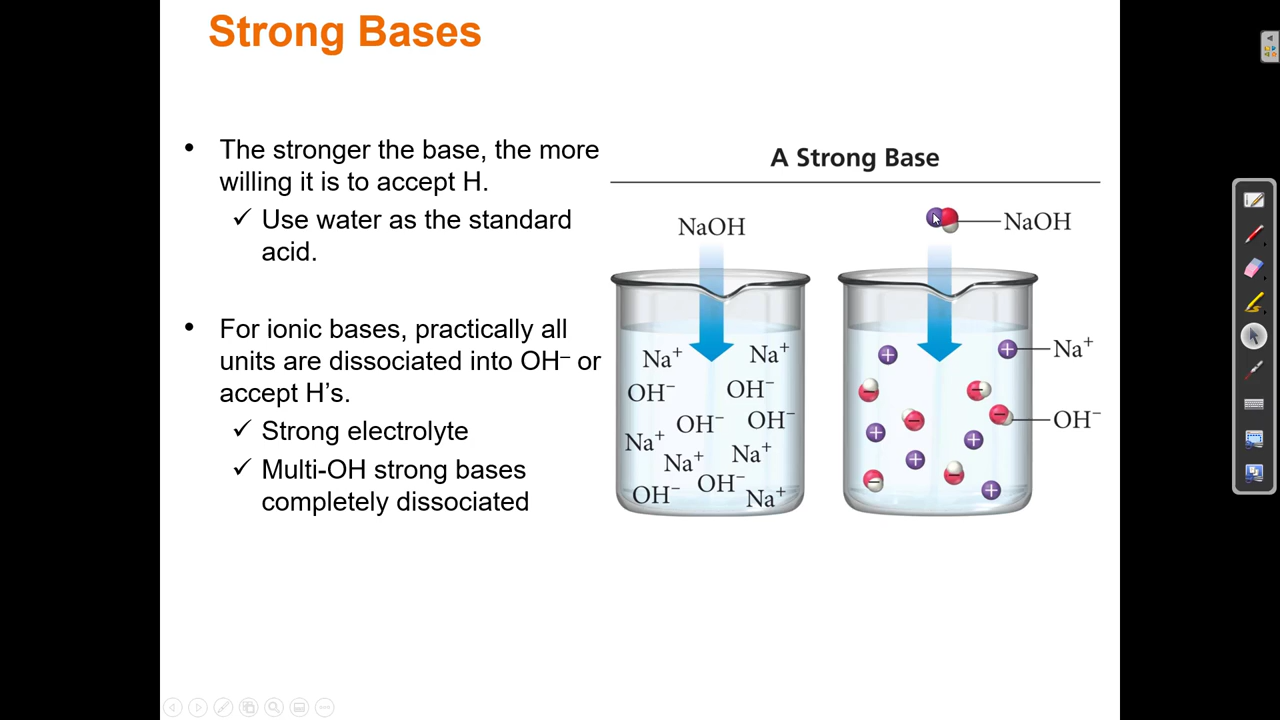 Strong Bases
• The stronger the base, the more
willing it is to accept H.
✓ Use water as the standard
acid.
• For ionic bases, practically all
units are dissociated into OH⁻ or
accept H’s.
✓ Strong electrolyte
✓ Multi-OH strong bases
completely dissociated
A Strong Base
NaOH
Na⁺ Na⁺
OH⁻ OH⁻
OH⁻ OH⁻
Na⁺ Na⁺
Na⁺
OH⁻ OH⁻
Na⁺
NaOH
+ + Na⁺
− −
− − OH⁻
+ +
+
− −
+